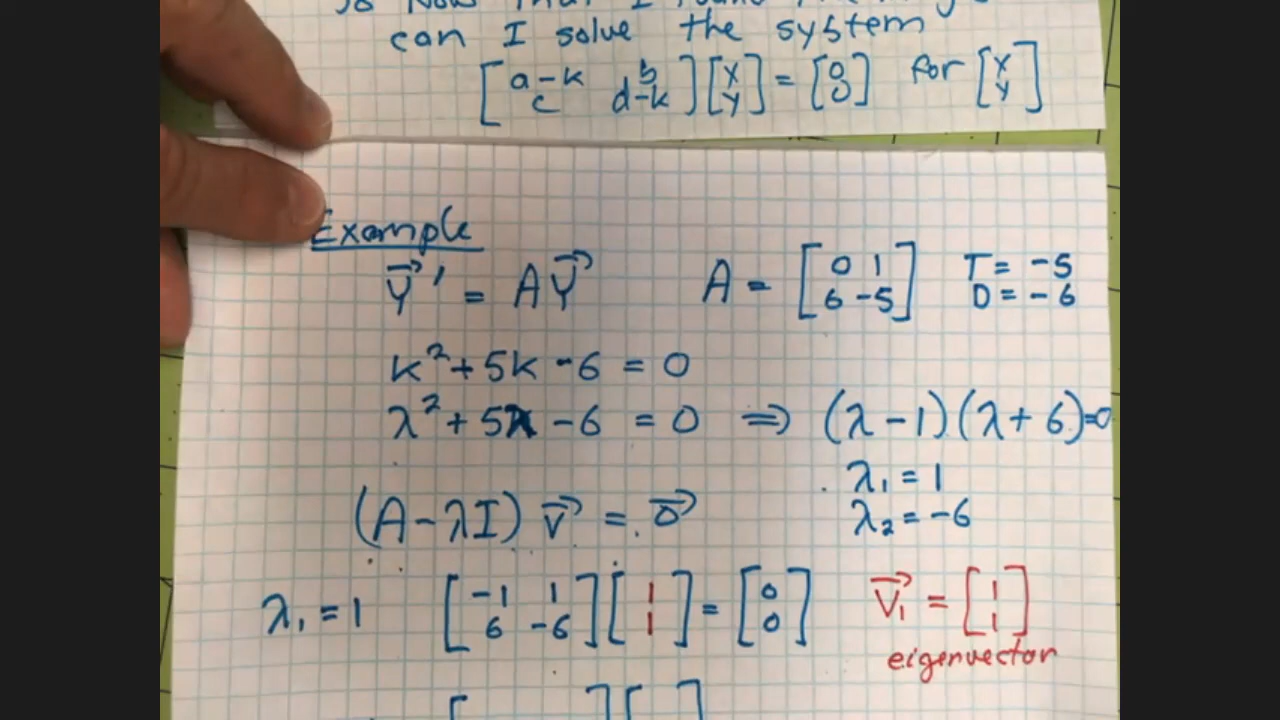 can I solve the system
[a-k b; c d-k] [x; y] = [0; 0] for [x; y]
Example
Y⃗' = AY⃗ A = [0 1; 6 -5] T = -5 D = -6
k² + 5k - 6 = 0
λ² + 5λ - 6 = 0 ⇒ (λ - 1)(λ + 6) = 0
λ₁ = 1
λ₂ = -6
(A - λI) v⃗ = 0⃗
λ₁ = 1 [-1 1; 6 -6] [1; 1] = [0; 0] v⃗₁ = [1; 1]
eigenvector